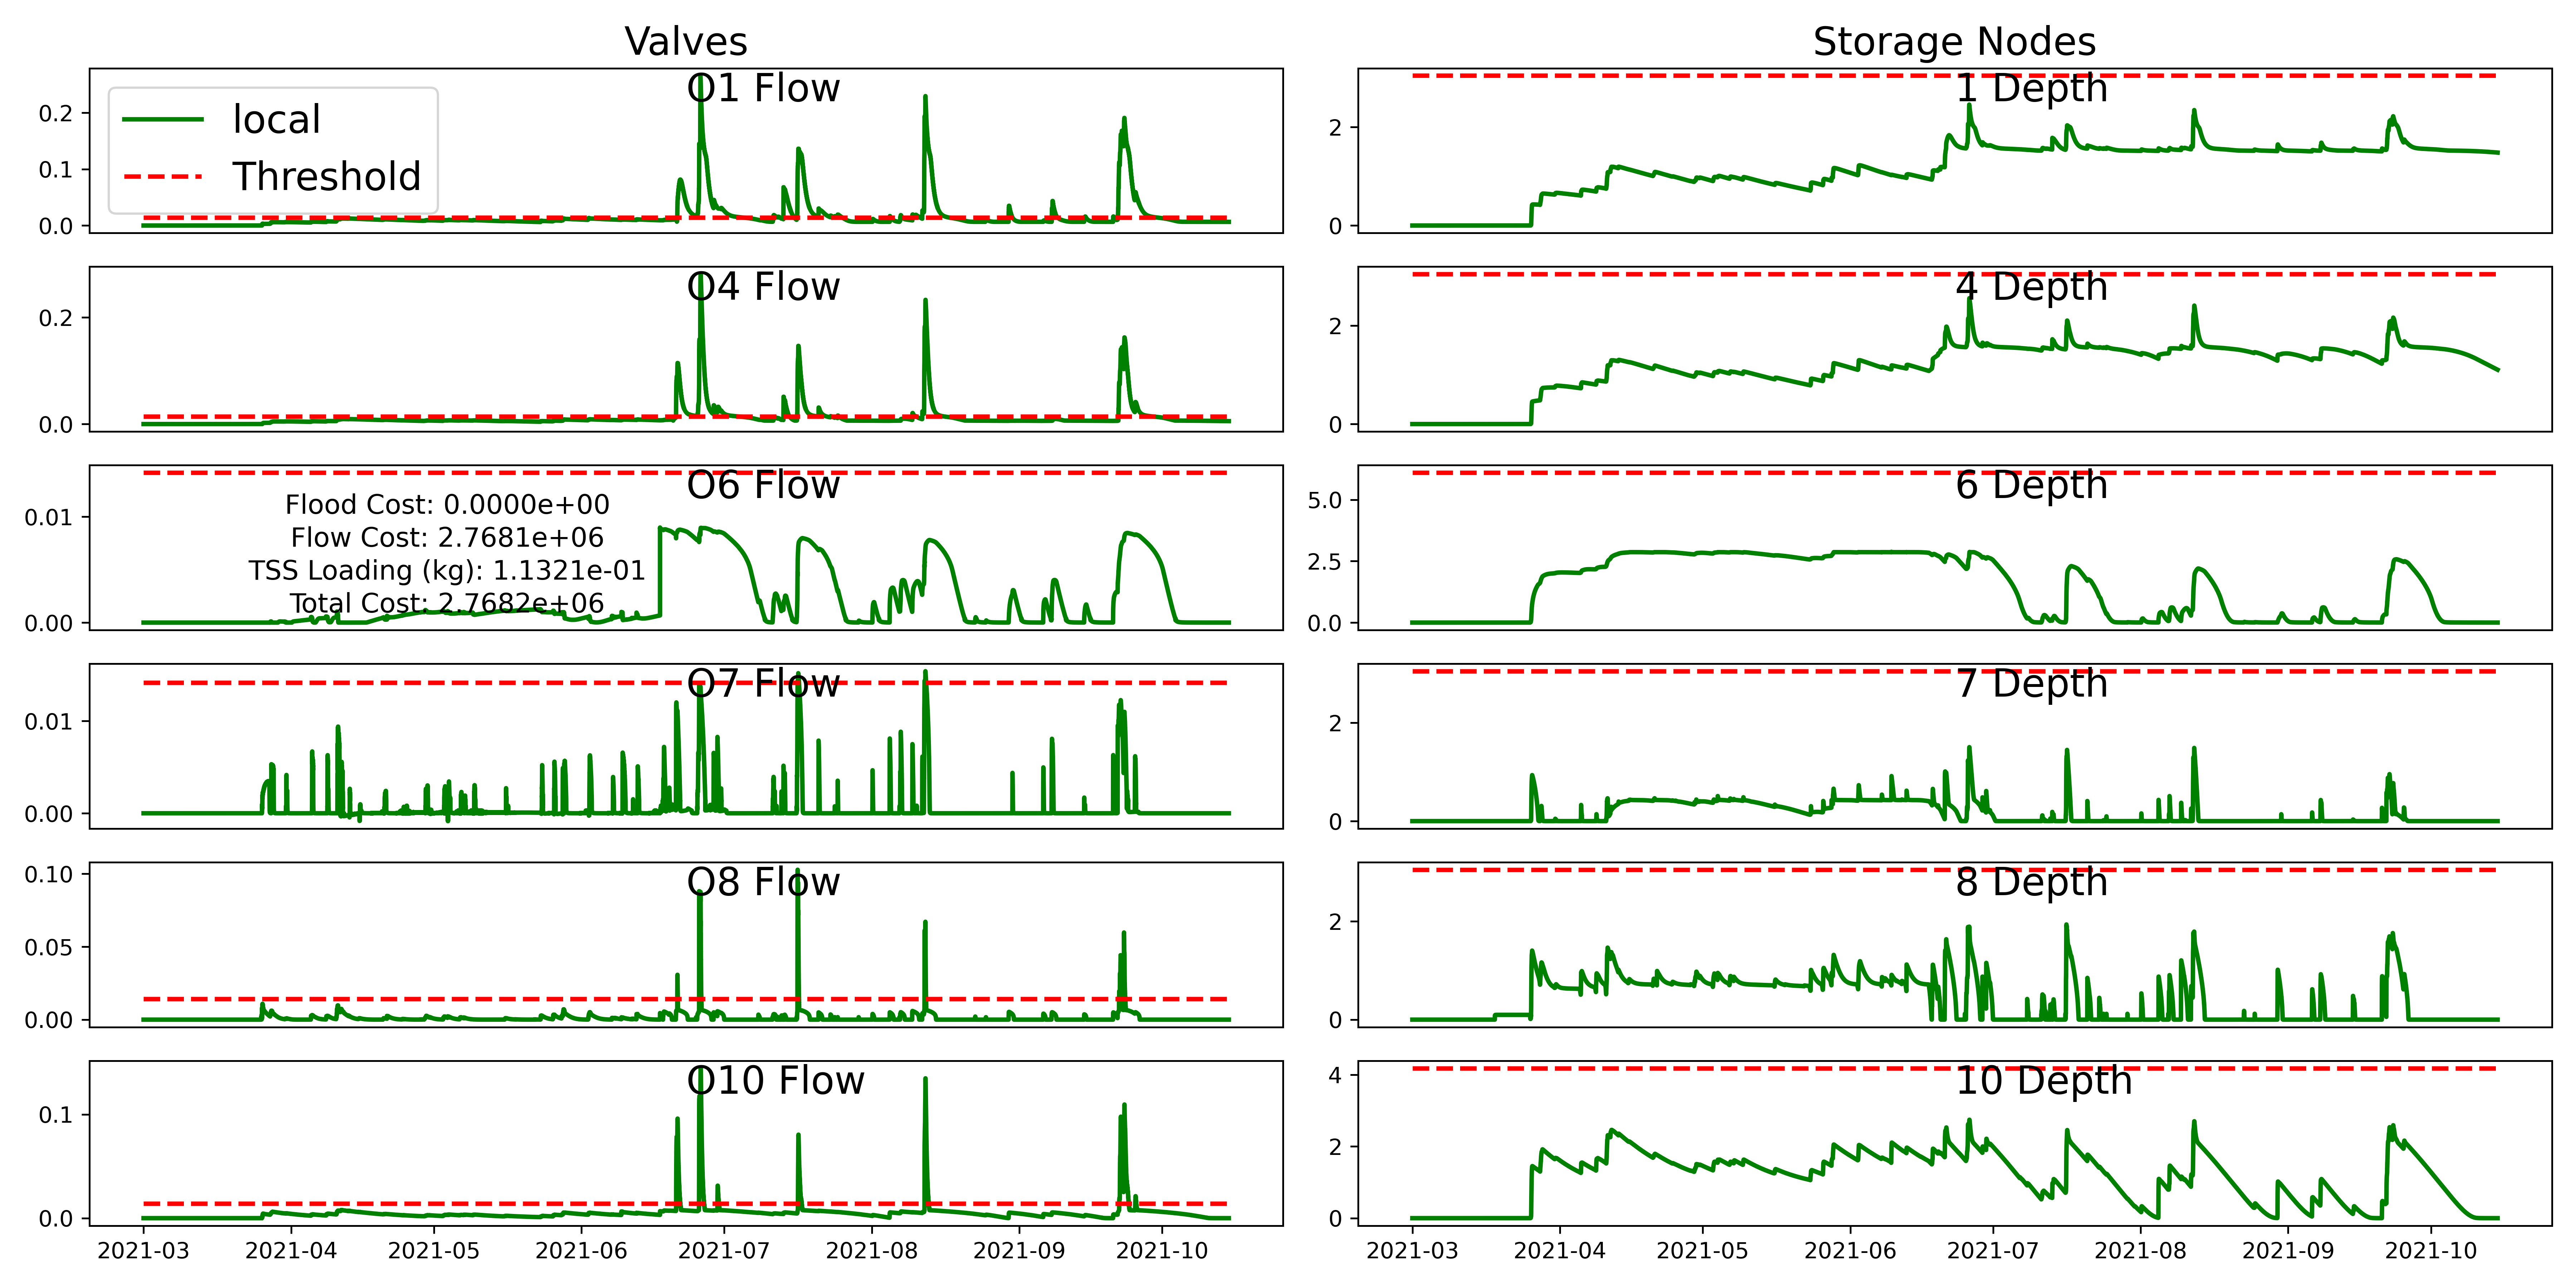 Valves
Storage Nodes
O1 Flow
local
Threshold
0.2
0.1
0.0
1 Depth
2
0
O4 Flow
0.2
0.0
4 Depth
2
0
O6 Flow
Flood Cost: 0.0000e+00
Flow Cost: 2.7681e+06
TSS Loading (kg): 1.1321e-01
Total Cost: 2.7682e+06
0.01
0.00
6 Depth
5.0
2.5
0.0
O7 Flow
0.01
0.00
7 Depth
2
0
O8 Flow
0.10
0.05
0.00
8 Depth
2
0
O10 Flow
0.1
0.0
10 Depth
4
2
0
2021-03 2021-04 2021-05 2021-06 2021-07 2021-08 2021-09 2021-10
2021-03 2021-04 2021-05 2021-06 2021-07 2021-08 2021-09 2021-10